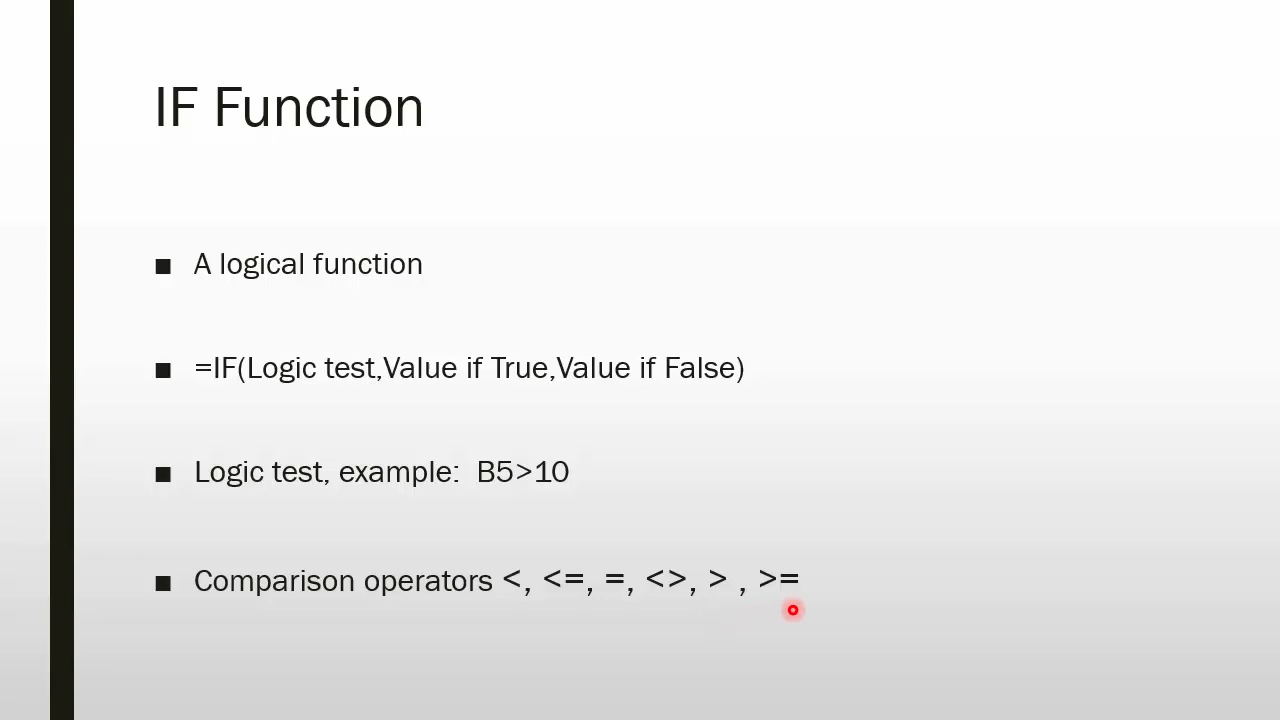 IF Function
■ A logical function
■ =IF(Logic test,Value if True,Value if False)
■ Logic test, example:  B5>10
■ Comparison operators <, <=, =, <>, > , >=